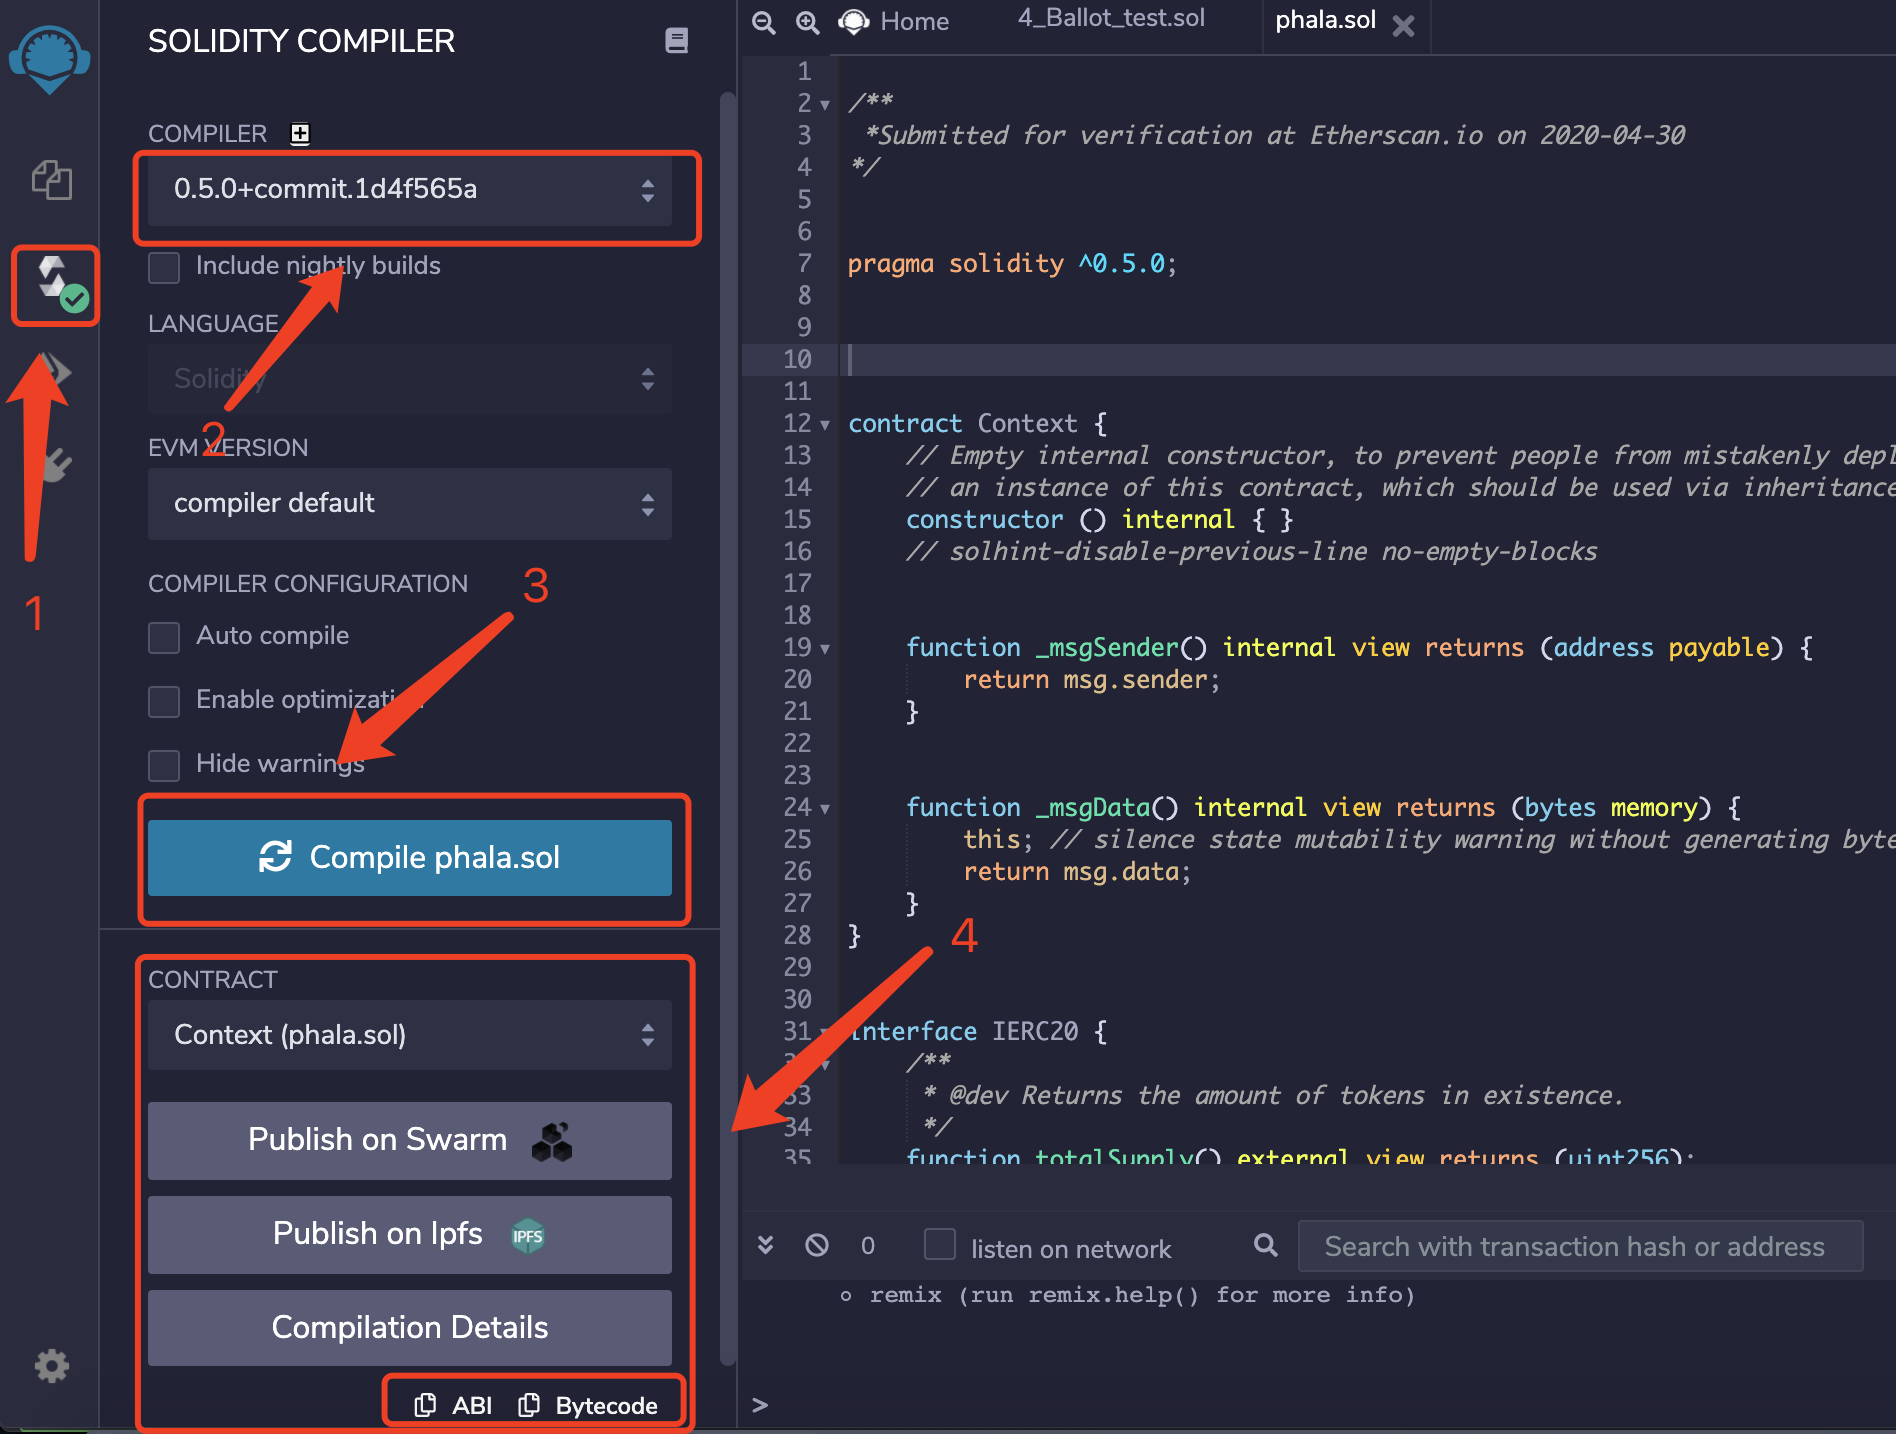 SOLIDITY COMPILER
COMPILER
0.5.0+commit.1d4f565a
Include nightly builds
LANGUAGE
Solidity
2
EVM VERSION
compiler default
1
3
COMPILER CONFIGURATION
Auto compile
Enable optimization
Hide warnings
Compile phala.sol
CONTRACT
Context (phala.sol)
Publish on Swarm
Publish on Ipfs
IPFS
Compilation Details
ABI Bytecode
4
Home 4_Ballot_test.sol phala.sol
1
2 /**
3 *Submitted for verification at Etherscan.io on 2020-04-30
4 */
5
6
7 pragma solidity ^0.5.0;
8
9
10
11
12 contract Context {
13 // Empty internal constructor, to prevent people from mistakenly depl
14 // an instance of this contract, which should be used via inheritance
15 constructor () internal { }
16 // solhint-disable-previous-line no-empty-blocks
17
18
19 function _msgSender() internal view returns (address payable) {
20 return msg.sender;
21 }
22
23
24 function _msgData() internal view returns (bytes memory) {
25 this; // silence state mutability warning without generating byte
26 return msg.data;
27 }
28 }
29
30
31 interface IERC20 {
/**
33 * @dev Returns the amount of tokens in existence.
34 */
35 function totalSupply() external view returns (uint256);
0 listen on network Search with transaction hash or address
remix (run remix.help() for more info)
>